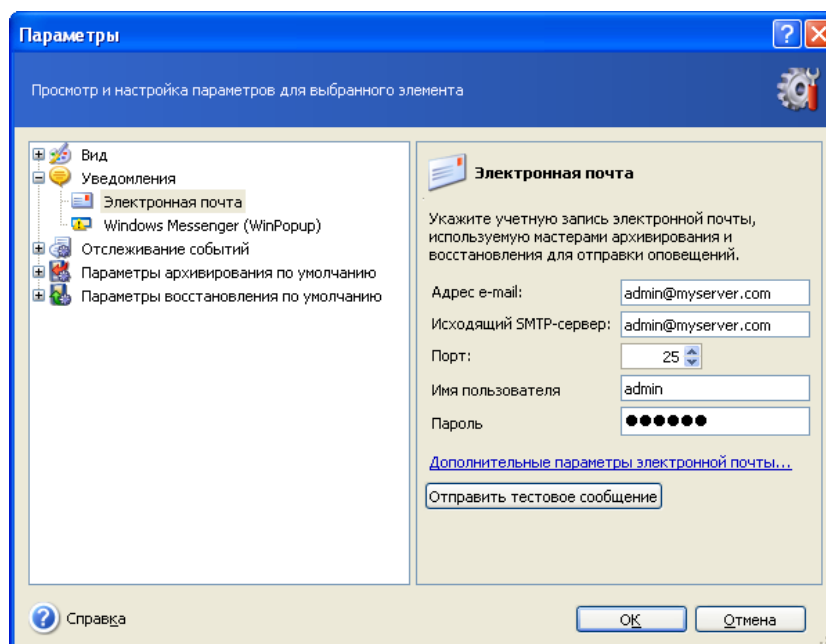 Параметры
Просмотр и настройка параметров для выбранного элемента
Вид
Уведомления
Электронная почта
Windows Messenger (WinPopup)
Отслеживание событий
Параметры архивирования по умолчанию
Параметры восстановления по умолчанию
Электронная почта
Укажите учетную запись электронной почты,
используемую мастерами архивирования и
восстановления для отправки оповещений.
Адрес e-mail: admin@myserver.com
Исходящий SMTP-сервер: admin@myserver.com
Порт: 25
Имя пользователя admin
Пароль ●●●●●●
Дополнительные параметры электронной почты...
Отправить тестовое сообщение
Справка
ОК Отмена